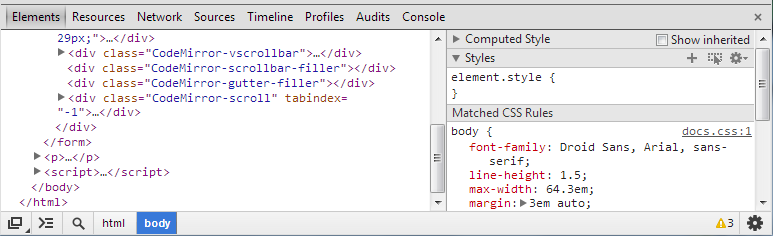 Elements Resources Network Sources Timeline Profiles Audits Console
29px;">…</div>
<div class="CodeMirror-vscrollbar">…</div>
<div class="CodeMirror-scrollbar-filler"></div>
<div class="CodeMirror-gutter-filler"></div>
<div class="CodeMirror-scroll" tabindex=
"-1">…</div>
</div>
</form>
<p>…</p>
<script>…</script>
</body>
</html>
Computed Style Show inherited
Styles
element.style {
}
Matched CSS Rules
body { docs.css:1
font-family: Droid Sans, Arial, sans-
serif;
line-height: 1.5;
max-width: 64.3em;
margin: 3em auto;
html body 3